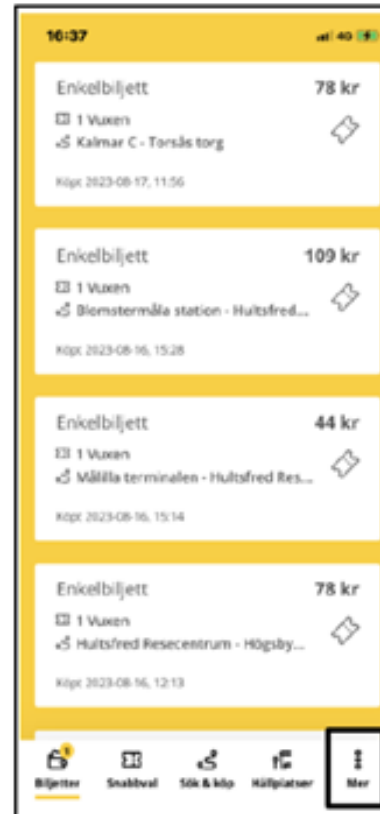 16:37 4G
Enkelbiljett 78 kr
1 Vuxen
Kalmar C - Torsås torg
Köpt 2023-08-17, 11:56
Enkelbiljett 109 kr
1 Vuxen
Blomstermåla station - Hultsfred...
Köpt 2023-08-16, 15:28
Enkelbiljett 44 kr
1 Vuxen
Målilla terminalen - Hultsfred Res...
Köpt 2023-08-16, 15:14
Enkelbiljett 78 kr
1 Vuxen
Hultsfred Resecentrum - Högsby...
Köpt 2023-08-16, 12:13
Biljetter Snabbval Sök & köp Hållplatser Mer